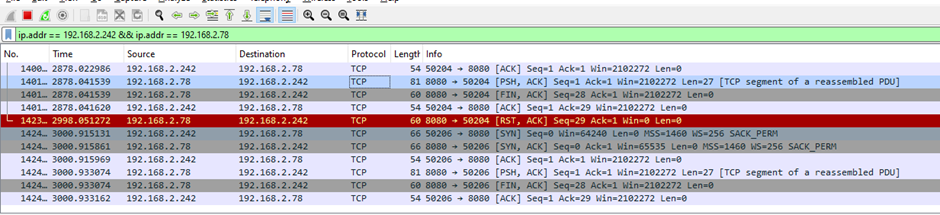 ip.addr == 192.168.2.242 && ip.addr == 192.168.2.78
No. Time Source Destination Protocol Length Info
1400… 2878.022986 192.168.2.242 192.168.2.78 TCP 54 50204 → 8080 [ACK] Seq=1 Ack=1 Win=2102272 Len=0
1401… 2878.041539 192.168.2.78 192.168.2.242 TCP 81 8080 → 50204 [PSH, ACK] Seq=1 Ack=1 Win=2102272 Len=27 [TCP segment of a reassembled PDU]
1401… 2878.041539 192.168.2.78 192.168.2.242 TCP 60 8080 → 50204 [FIN, ACK] Seq=28 Ack=1 Win=2102272 Len=0
1401… 2878.041620 192.168.2.242 192.168.2.78 TCP 54 50204 → 8080 [ACK] Seq=1 Ack=29 Win=2102272 Len=0
1423… 2998.051272 192.168.2.78 192.168.2.242 TCP 60 8080 → 50204 [RST, ACK] Seq=29 Ack=1 Win=0 Len=0
1424… 3000.915131 192.168.2.242 192.168.2.78 TCP 66 50206 → 8080 [SYN] Seq=0 Win=64240 Len=0 MSS=1460 WS=256 SACK_PERM
1424… 3000.915861 192.168.2.78 192.168.2.242 TCP 66 8080 → 50206 [SYN, ACK] Seq=0 Ack=1 Win=65535 Len=0 MSS=1460 WS=256 SACK_PERM
1424… 3000.915969 192.168.2.242 192.168.2.78 TCP 54 50206 → 8080 [ACK] Seq=1 Ack=1 Win=2102272 Len=0
1424… 3000.933074 192.168.2.78 192.168.2.242 TCP 81 8080 → 50206 [PSH, ACK] Seq=1 Ack=1 Win=2102272 Len=27 [TCP segment of a reassembled PDU]
1424… 3000.933074 192.168.2.78 192.168.2.242 TCP 60 8080 → 50206 [FIN, ACK] Seq=28 Ack=1 Win=2102272 Len=0
1424… 3000.933162 192.168.2.242 192.168.2.78 TCP 54 50206 → 8080 [ACK] Seq=1 Ack=29 Win=2102272 Len=0